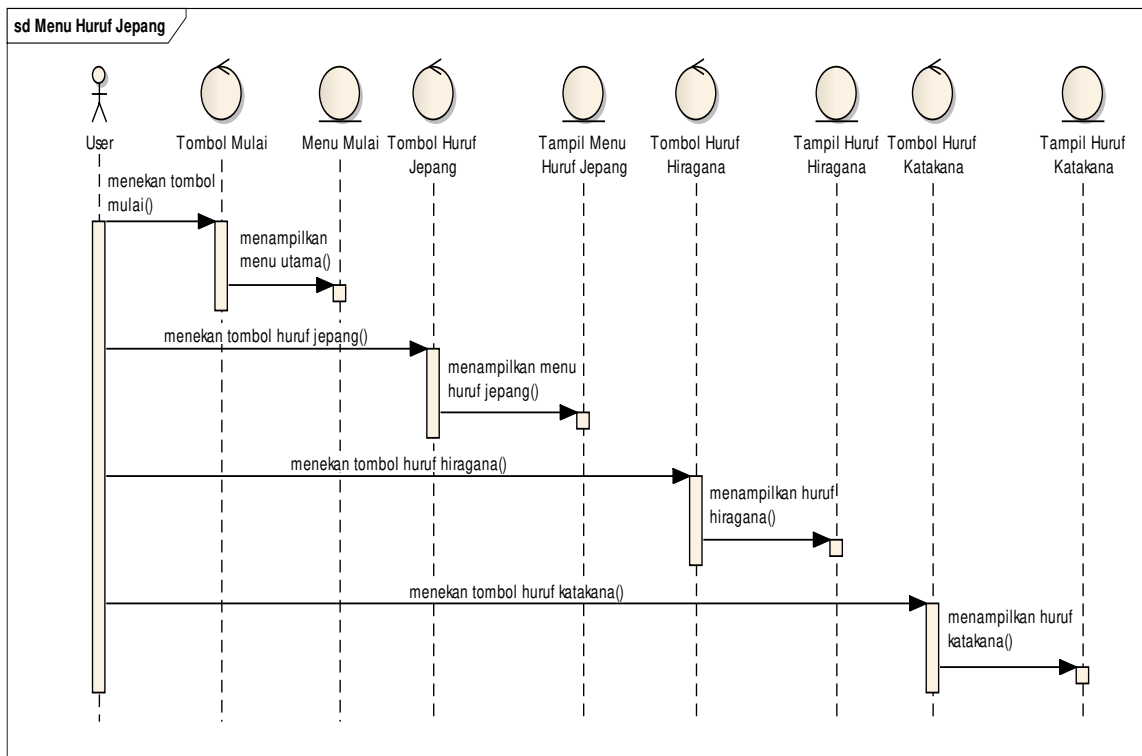 sd Menu Huruf Jepang
User
Tombol Mulai
Menu Mulai
Tombol Huruf
Jepang
Tampil Menu
Huruf Jepang
Tombol Huruf
Hiragana
Tampil Huruf
Hiragana
Tombol Huruf
Katakana
Tampil Huruf
Katakana
menekan tombol
mulai()
menampilkan
menu utama()
menekan tombol huruf jepang()
menampilkan menu
huruf jepang()
menekan tombol huruf hiragana()
menampilkan huruf
hiragana()
menekan tombol huruf katakana()
menampilkan huruf
katakana()